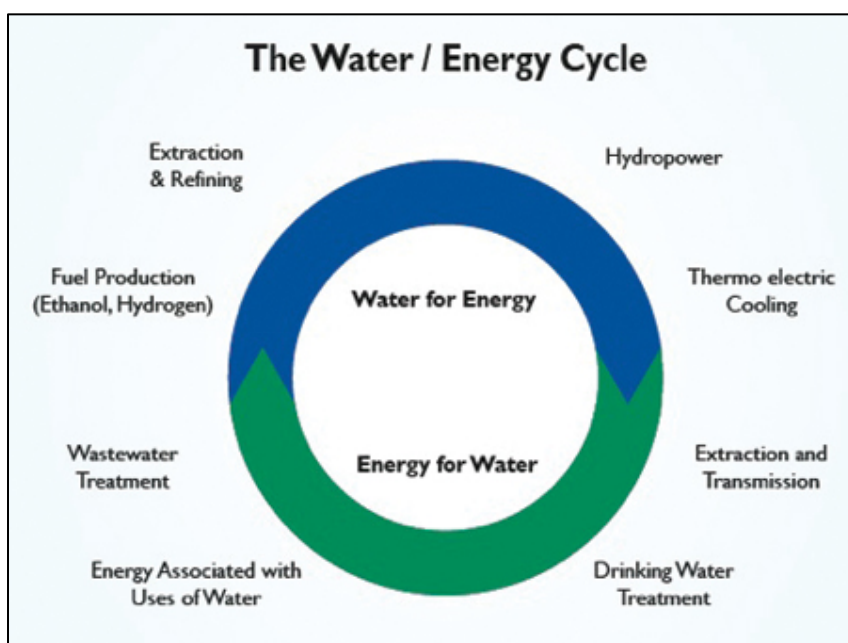 The Water / Energy Cycle
Extraction
& Refining
Hydropower
Fuel Production
(Ethanol, Hydrogen)
Water for Energy
Thermo electric
Cooling
Wastewater
Treatment
Energy for Water
Extraction and
Transmission
Energy Associated with
Uses of Water
Drinking Water
Treatment